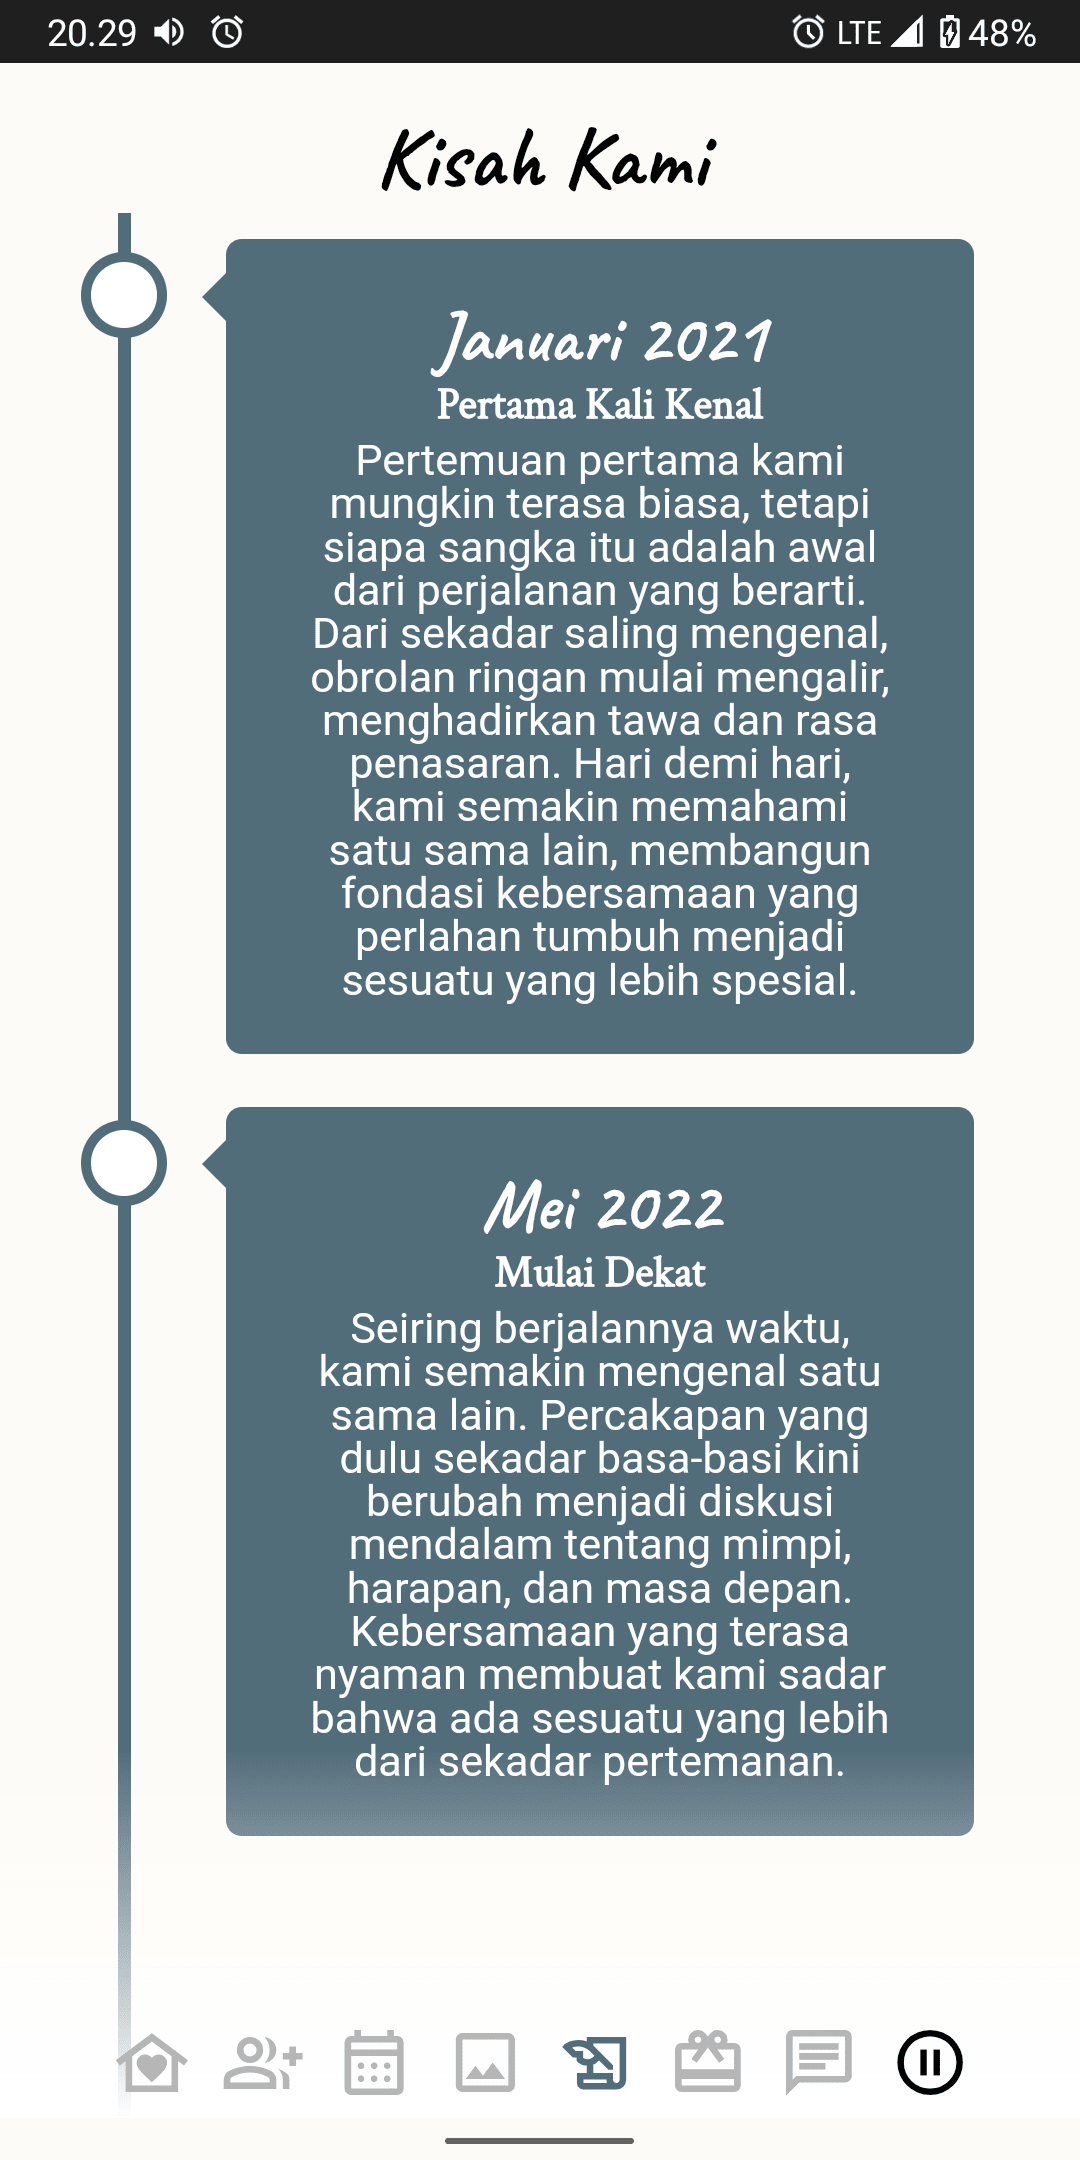 20.29
LTE
48%
Kisah Kami
Januari 2021
Pertama Kali Kenal
Pertemuan pertama kami
mungkin terasa biasa, tetapi
siapa sangka itu adalah awal
dari perjalanan yang berarti.
Dari sekadar saling mengenal,
obrolan ringan mulai mengalir,
menghadirkan tawa dan rasa
penasaran. Hari demi hari,
kami semakin memahami
satu sama lain, membangun
fondasi kebersamaan yang
perlahan tumbuh menjadi
sesuatu yang lebih spesial.
Mei 2022
Mulai Dekat
Seiring berjalannya waktu,
kami semakin mengenal satu
sama lain. Percakapan yang
dulu sekadar basa-basi kini
berubah menjadi diskusi
mendalam tentang mimpi,
harapan, dan masa depan.
Kebersamaan yang terasa
nyaman membuat kami sadar
bahwa ada sesuatu yang lebih
dari sekadar pertemanan.